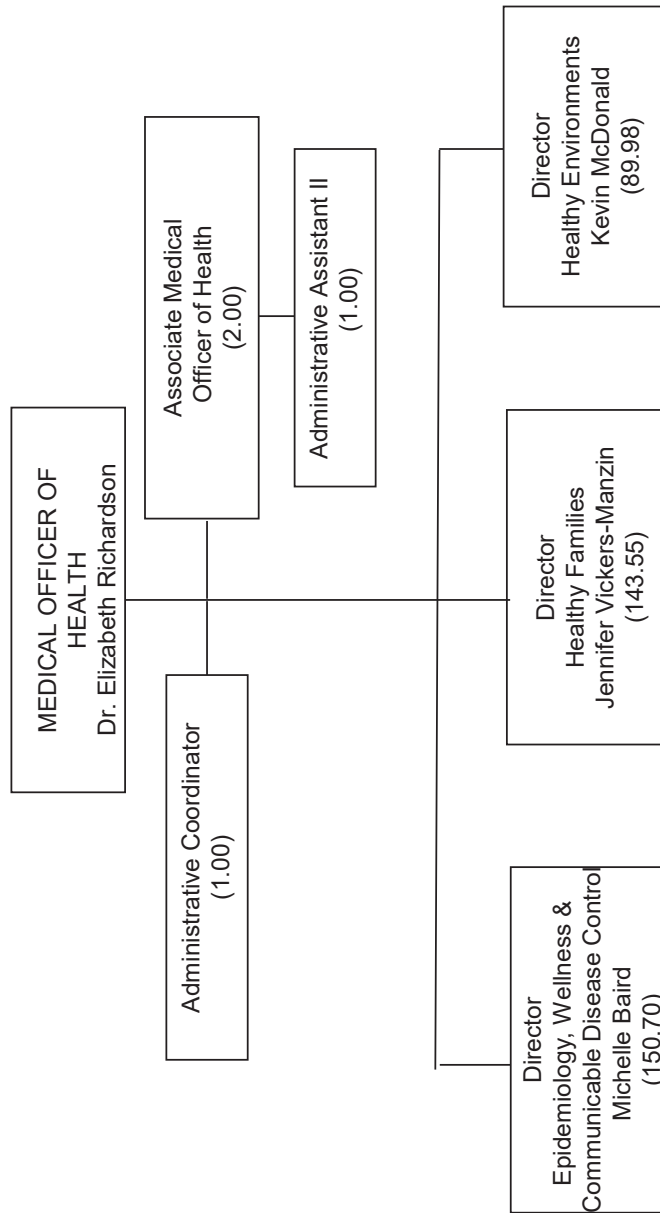 MEDICAL OFFICER OF
HEALTH
Dr. Elizabeth Richardson
Administrative Coordinator
(1.00)
Associate Medical
Officer of Health
(2.00)
Administrative Assistant II
(1.00)
Director
Epidemiology, Wellness &
Communicable Disease Control
Michelle Baird
(150.70)
Director
Healthy Families
Jennifer Vickers-Manzin
(143.55)
Director
Healthy Environments
Kevin McDonald
(89.98)